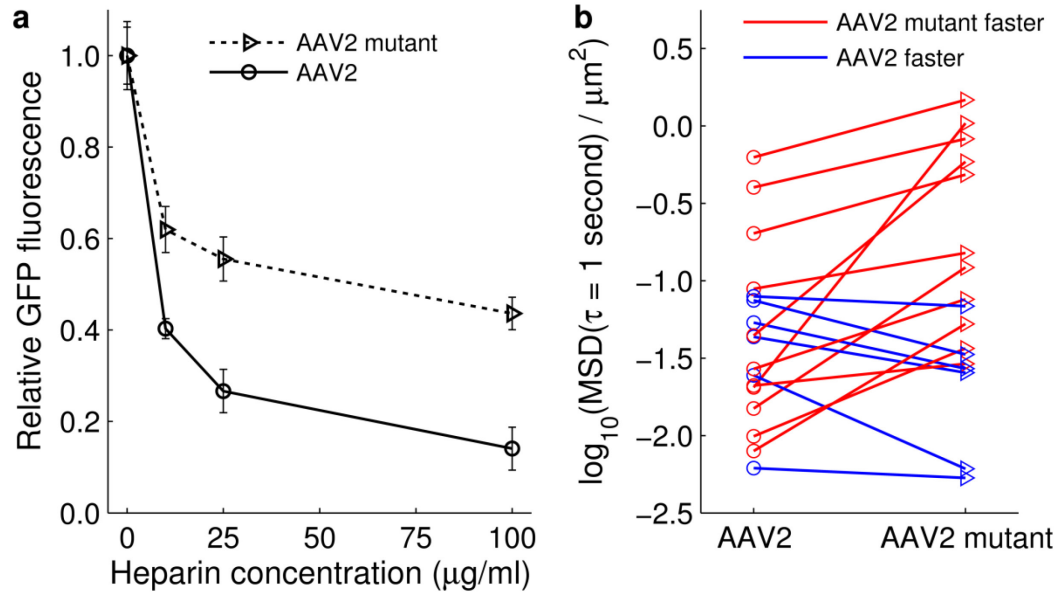 a
AAV2 mutant
AAV2
Relative GFP fluorescence
1.0
0.8
0.6
0.4
0.2
0.0
0
25
50
75
100
Heparin concentration (μg/ml)
b
AAV2 mutant faster
AAV2 faster
log₁₀(MSD(τ = 1 second) / μm²)
0.5
0.0
−0.5
−1.0
−1.5
−2.0
−2.5
AAV2
AAV2 mutant